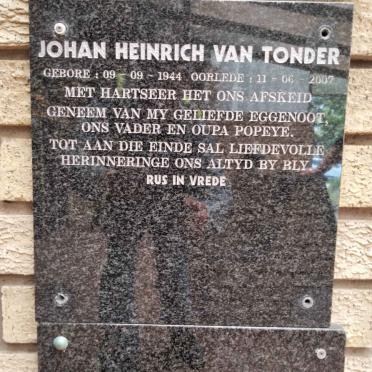 JOHAN HEINRICH VAN TONDER
GEBORE : 09 - 09 - 1944 OORLEDE : 11 - 06 - 2007
MET HARTSEER HET ONS AFSKEID
GENEEM VAN MY GELIEFDE EGGENOOT,
ONS VADER EN OUPA POPEYE.
TOT AAN DIE EINDE SAL LIEFDEVOLLE
HERINNERINGE ONS ALTYD BY BLY.
RUS IN VREDE